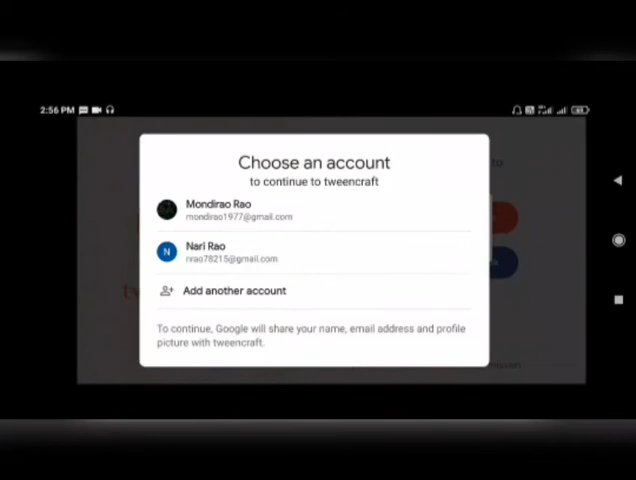 2:56 PM
to
Choose an account
to continue to tweencraft
Mondirao Rao
mondirao1977@gmail.com
N
Nari Rao
nrao78215@gmail.com
Add another account
To continue, Google will share your name, email address and profile
picture with tweencraft.